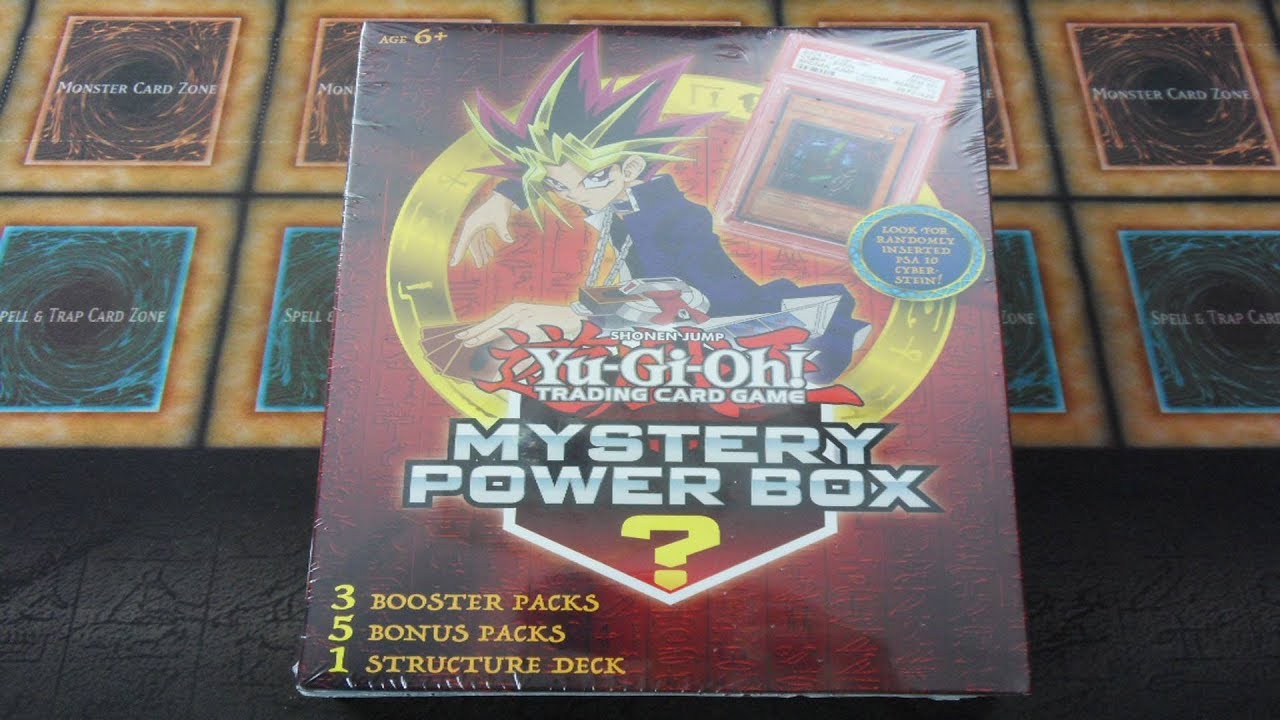 AGE 6+
MONSTER CARD ZONE
MONSTER CARD ZONE
LOOK FOR
RANDOMLY
INSERTED
PSA 10
CYBER-
STEIN!
SPELL & TRAP CARD ZONE
SPELL &
ZONE
SPELL & TRAP CARD
SHONEN JUMP
Yu-Gi-Oh!
TRADING CARD GAME
MYSTERY
POWER BOX
?
3 BOOSTER PACKS
5 BONUS PACKS
1 STRUCTURE DECK